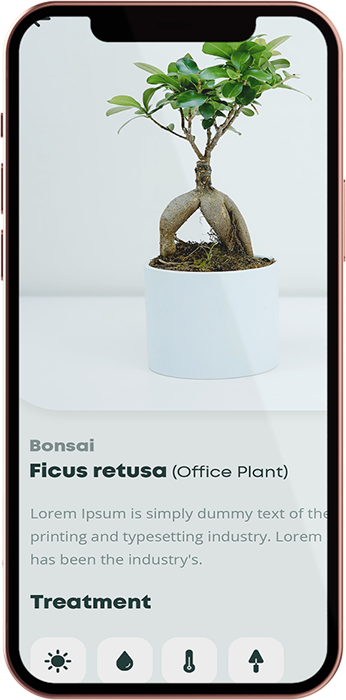 Bonsai
Ficus retusa (Office Plant)
Lorem Ipsum is simply dummy text of the
printing and typesetting industry. Lorem
has been the industry's.
Treatment